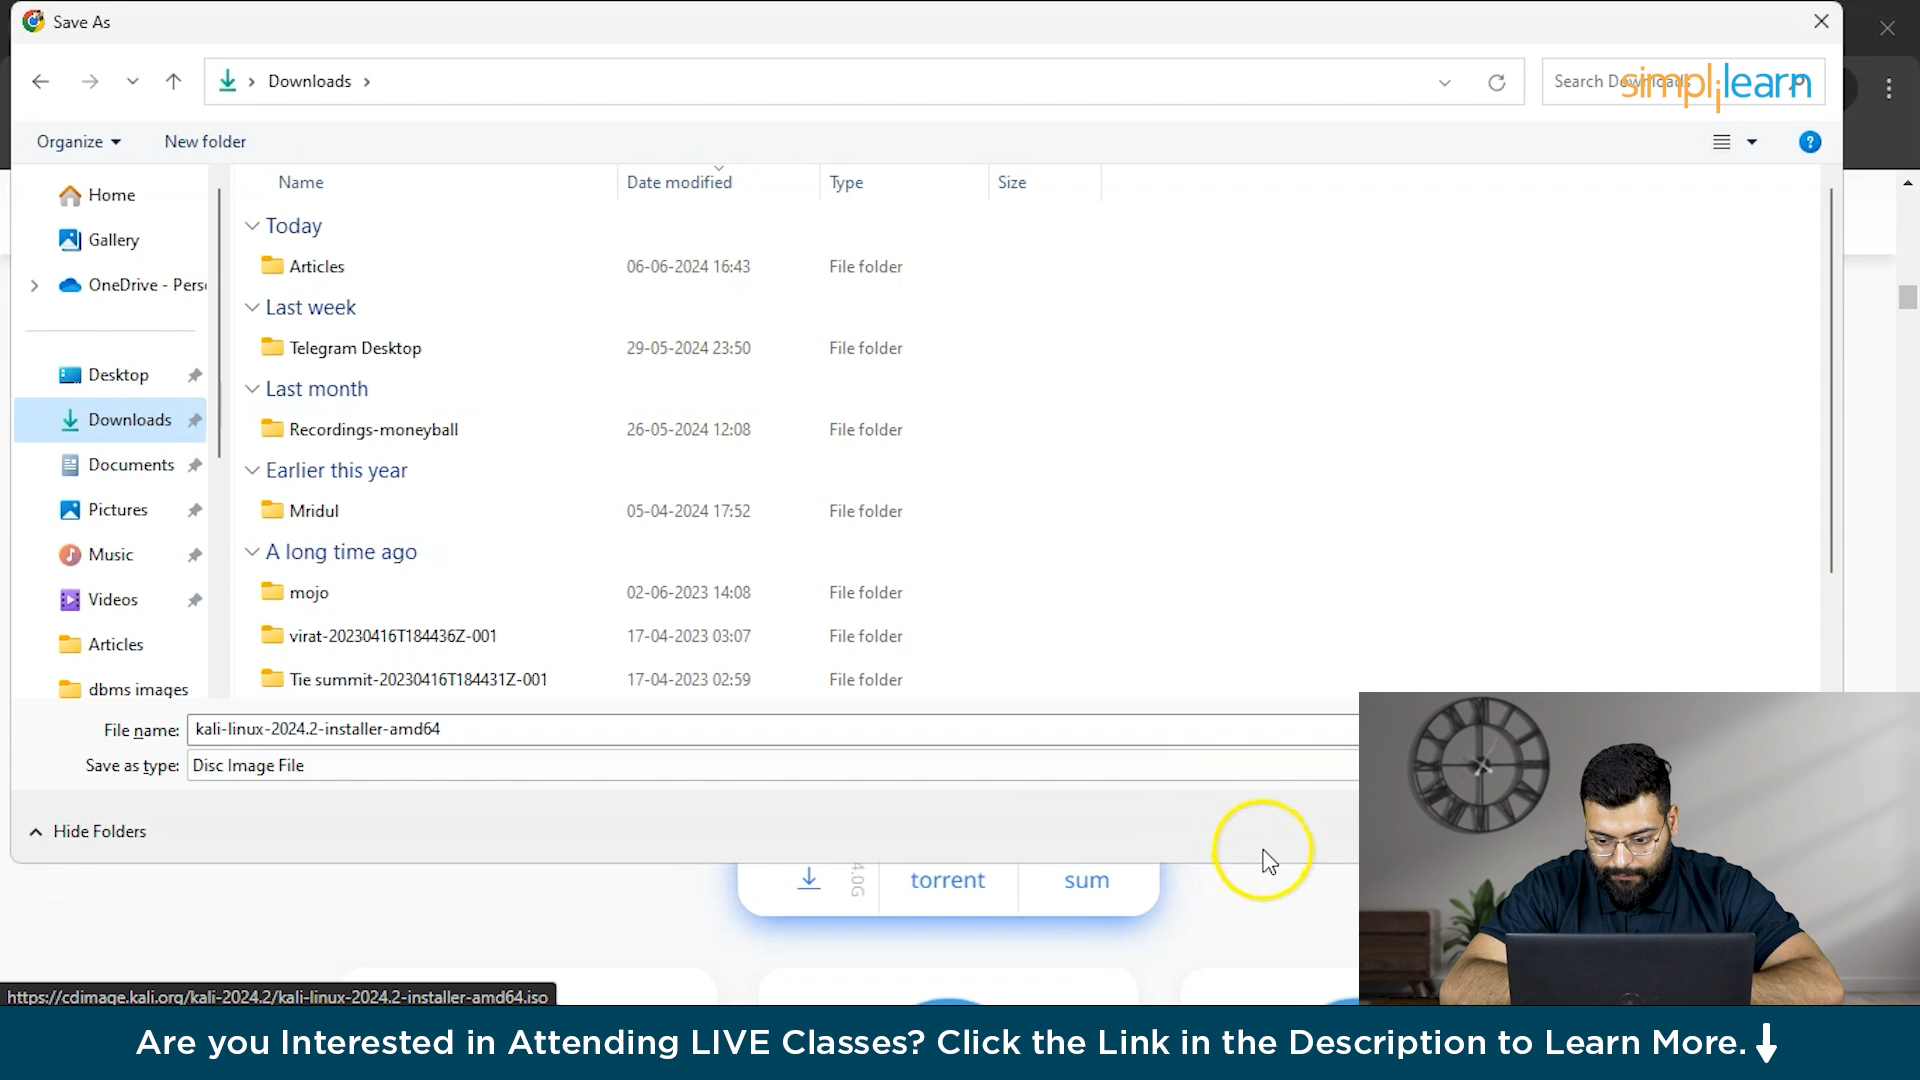 Save As
Downloads
Search Downloads
simplilearn
Organize
New folder
Name
Date modified
Type
Size
Home
Gallery
OneDrive - Pers
Desktop
Downloads
Documents
Pictures
Music
Videos
Articles
dbms images
Today
Articles 06-06-2024 16:43 File folder
Last week
Telegram Desktop 29-05-2024 23:50 File folder
Last month
Recordings-moneyball 26-05-2024 12:08 File folder
Earlier this year
Mridul 05-04-2024 17:52 File folder
A long time ago
mojo 02-06-2023 14:08 File folder
virat-20230416T184436Z-001 17-04-2023 03:07 File folder
Tie summit-20230416T184431Z-001 17-04-2023 02:59 File folder
File name: kali-linux-2024.2-installer-amd64
Save as type: Disc Image File
Hide Folders
4.0G
torrent
sum
https://cdimage.kali.org/kali-2024.2/kali-linux-2024.2-installer-amd64.iso
Are you Interested in Attending LIVE Classes? Click the Link in the Description to Learn More.